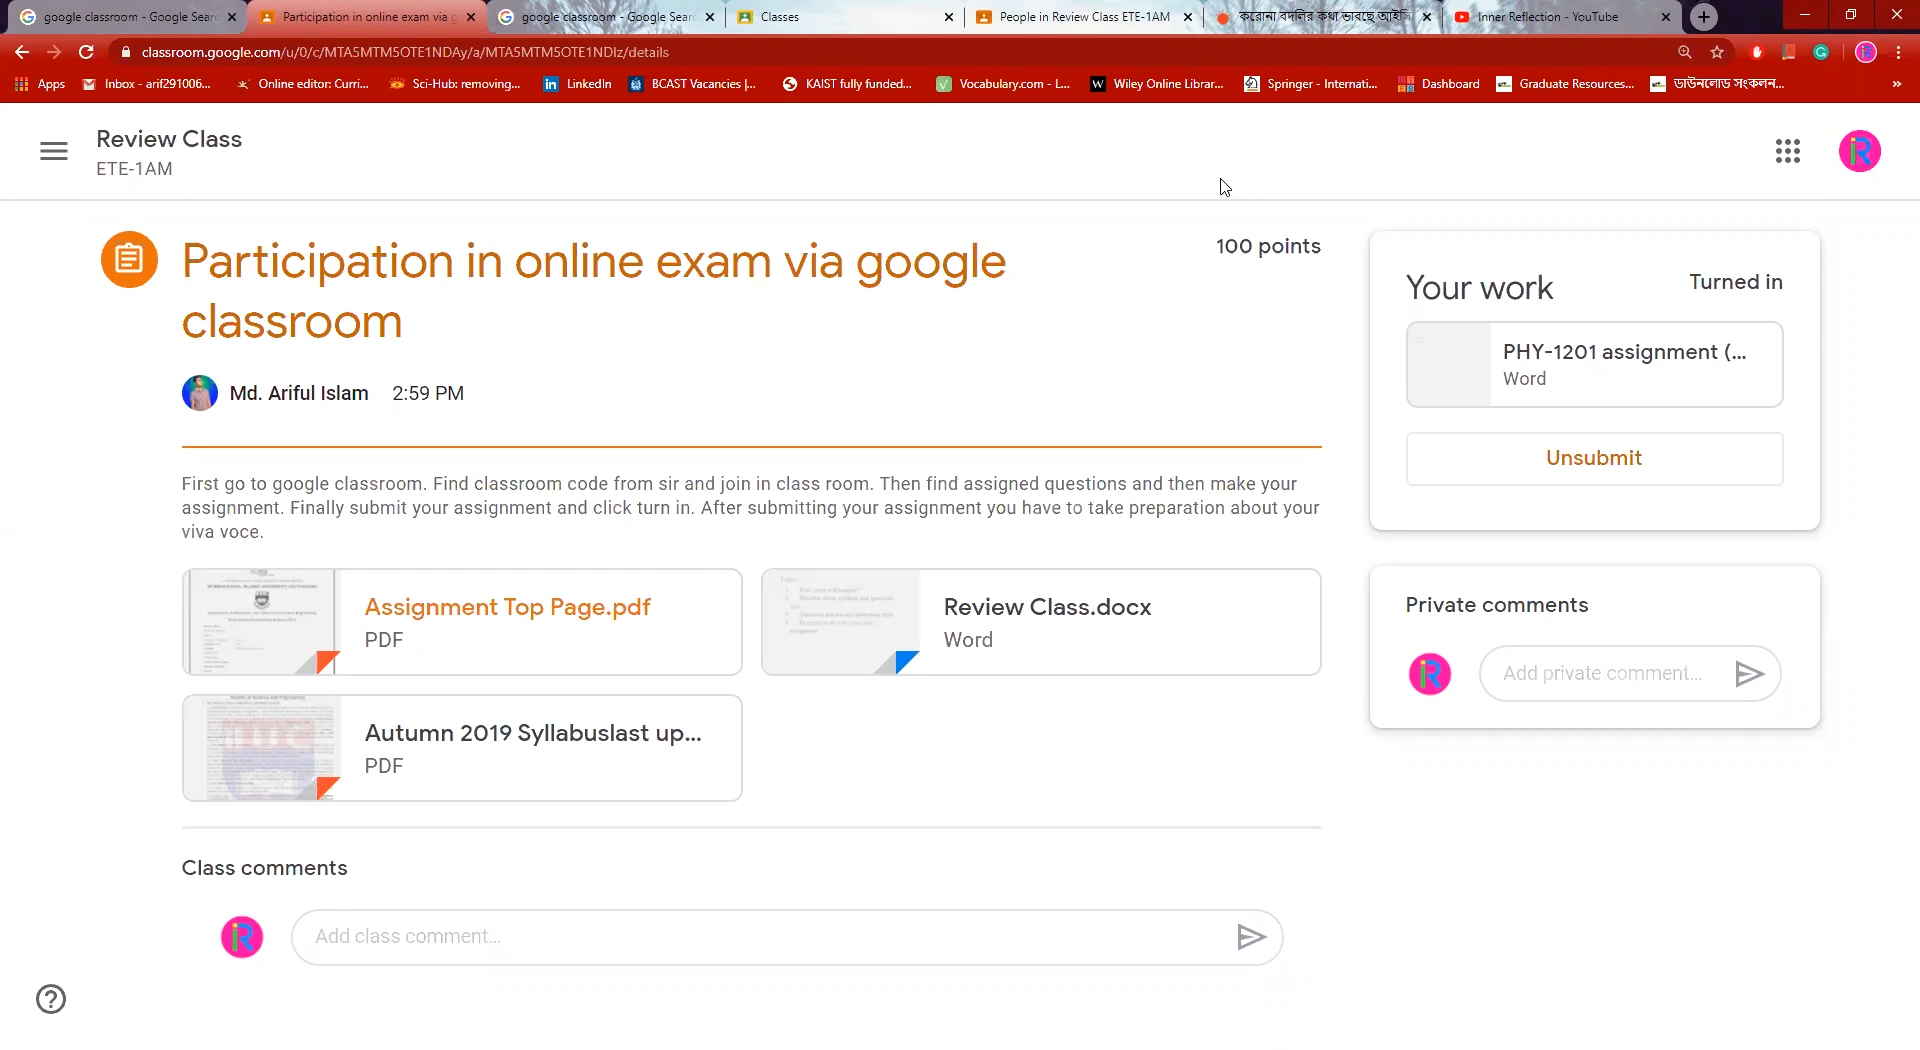 google classroom - Google Sear
Participation in online exam via g
google classroom - Google Sear
Classes
People in Review Class ETE-1AM
করোনা বদলির কথা ভাবছে আইসি
Inner Reflection - YouTube
classroom.google.com/u/0/c/MTA5MTM5OTE1NDAy/a/MTA5MTM5OTE1NDIz/details
Apps
Inbox - arif291006...
Online editor: Curri...
Sci-Hub: removing...
LinkedIn
BCAST Vacancies |...
KAIST fully funded...
Vocabulary.com - L...
Wiley Online Librar...
Springer - Internati...
Dashboard
Graduate Resources...
ডাউনলোড সংকলন...
Review Class
ETE-1AM
Participation in online exam via google
classroom
100 points
Md. Ariful Islam 2:59 PM
First go to google classroom. Find classroom code from sir and join in class room. Then find assigned questions and then make your
assignment. Finally submit your assignment and click turn in. After submitting your assignment you have to take preparation about your
viva voce.
Assignment Top Page.pdf
PDF
Review Class.docx
Word
Autumn 2019 Syllabuslast up...
PDF
Class comments
Add class comment...
Your work
Turned in
PHY-1201 assignment (...
Word
Unsubmit
Private comments
Add private comment...